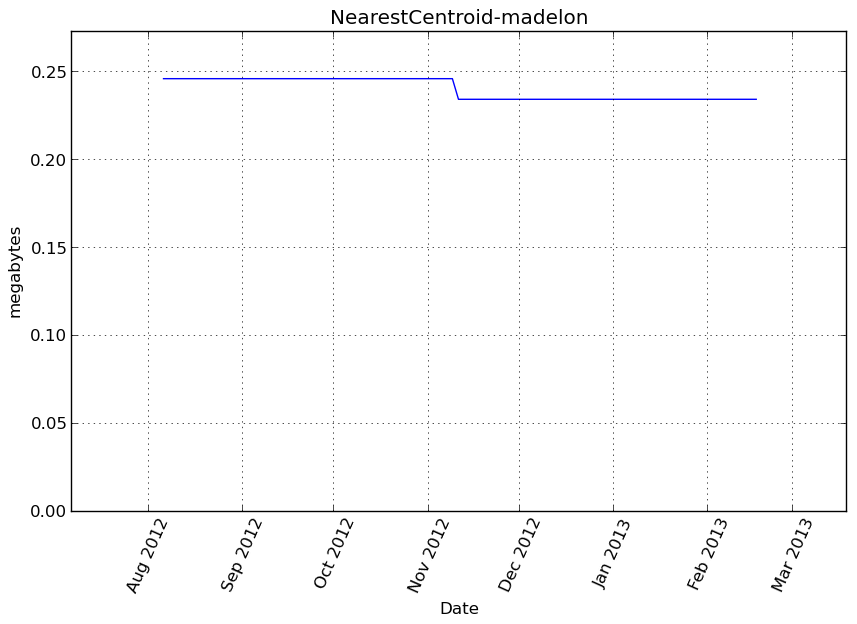 NearestCentroid-madelon
0.25
0.20
0.15
0.10
0.05
0.00
megabytes
Aug 2012
Sep 2012
Oct 2012
Nov 2012
Dec 2012
Jan 2013
Feb 2013
Mar 2013
Date